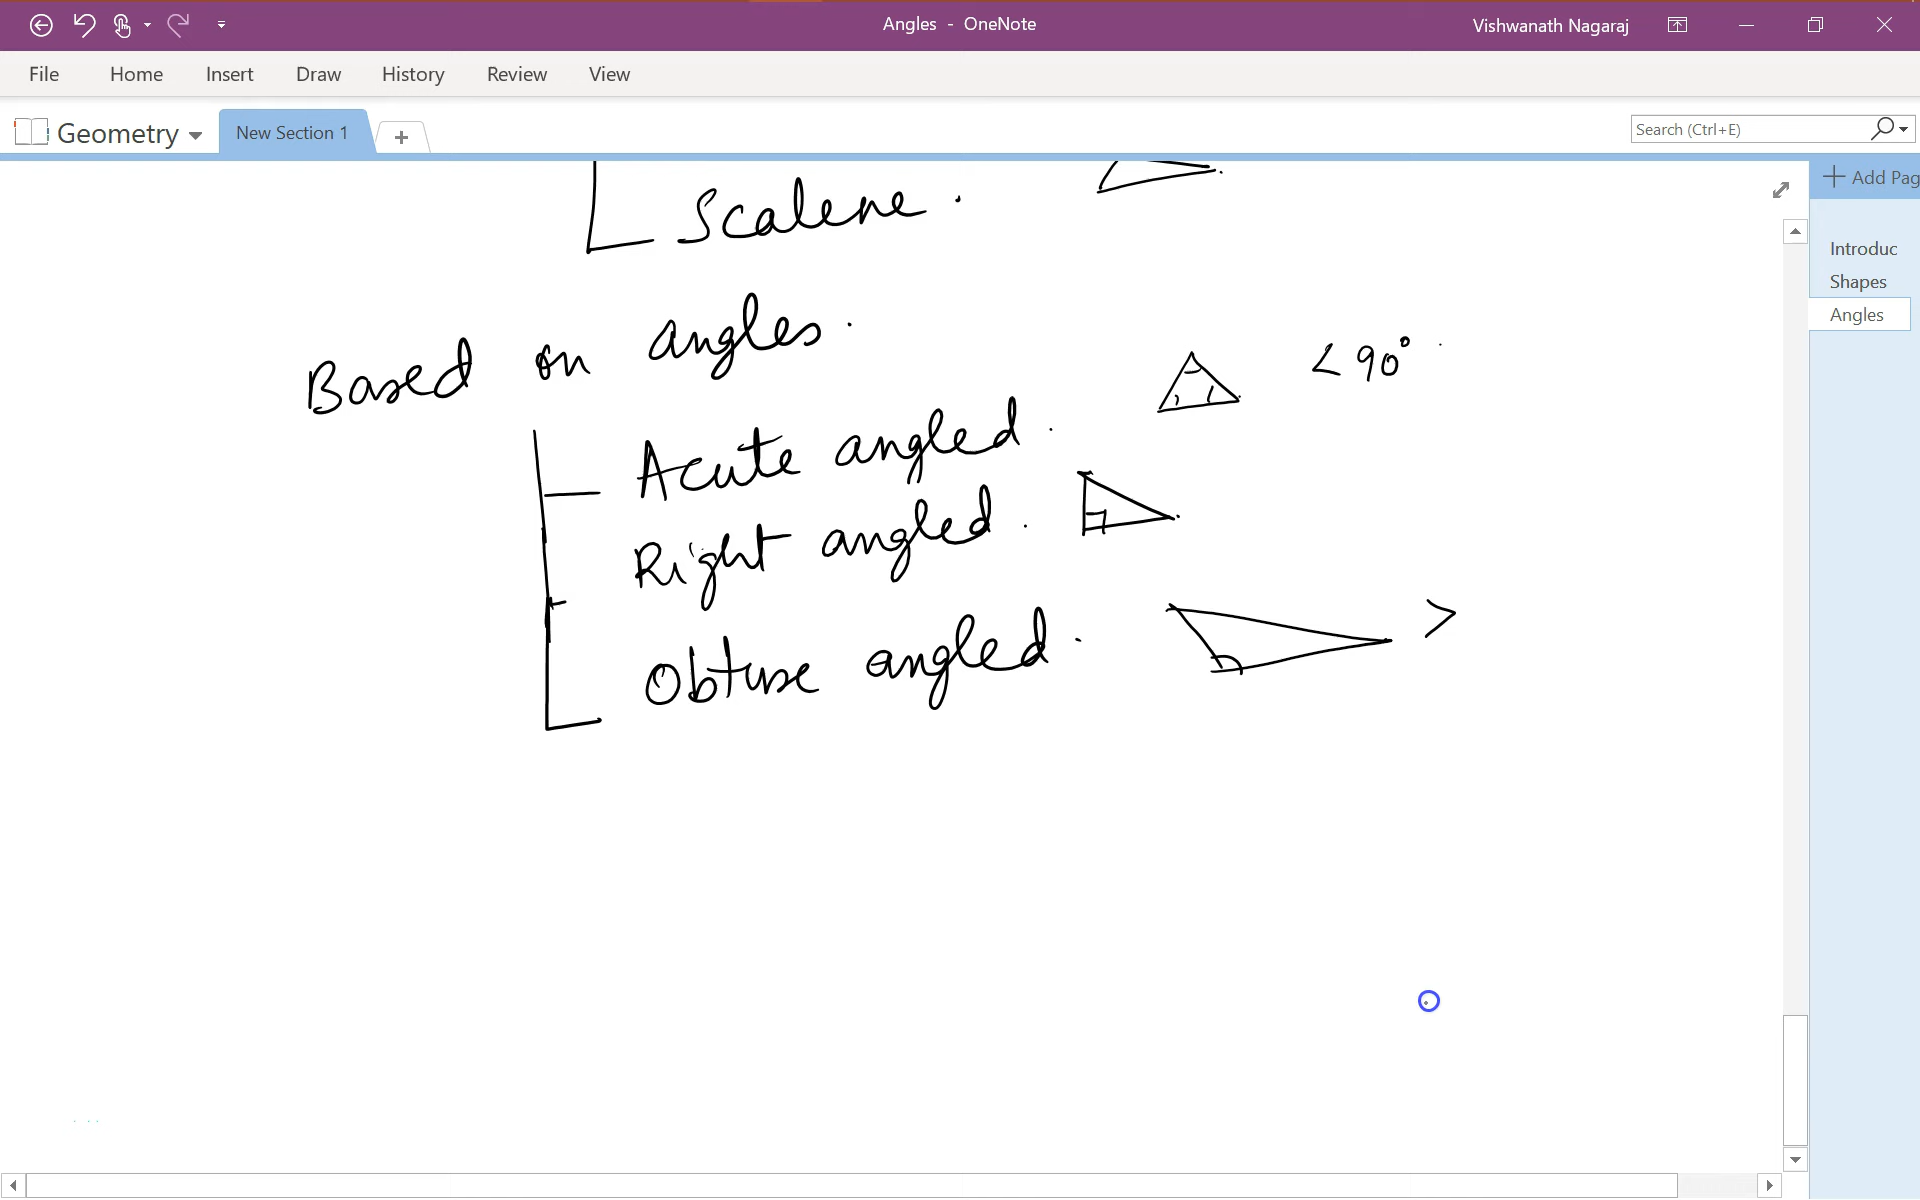 Angles - OneNote
Vishwanath Nagaraj
File Home Insert Draw History Review View
Geometry
New Section 1
+
Search (Ctrl+E)
Add Pag
Introduc
Shapes
Angles
Scalene.
Based on angles.
< 90°
Acute angled.
Right angled.
Obtuse angled.
>